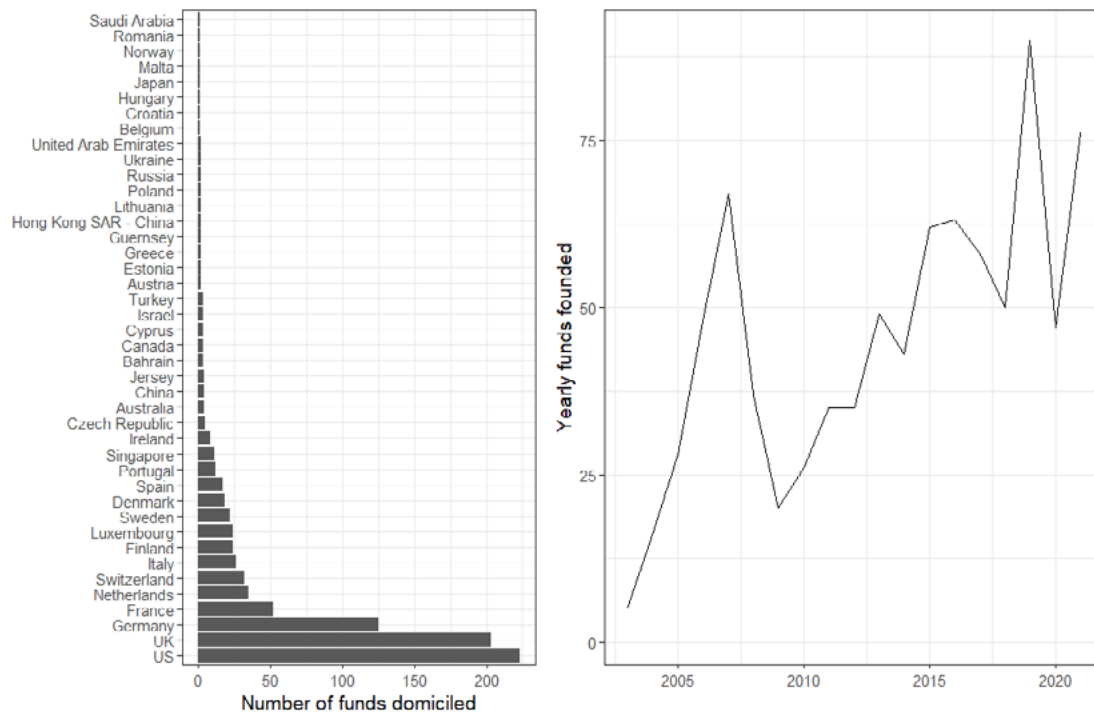 Saudi Arabia
Romania
Norway
Malta
Japan
Hungary
Croatia
Belgium
United Arab Emirates
Ukraine
Russia
Poland
Lithuania
Hong Kong SAR - China
Guernsey
Greece
Estonia
Austria
Turkey
Israel
Cyprus
Canada
Bahrain
Jersey
China
Australia
Czech Republic
Ireland
Singapore
Portugal
Spain
Denmark
Sweden
Luxembourg
Finland
Italy
Switzerland
Netherlands
France
Germany
UK
US
0 50 100 150 200
Number of funds domiciled
Yearly funds founded
75
50
25
0
2005 2010 2015 2020